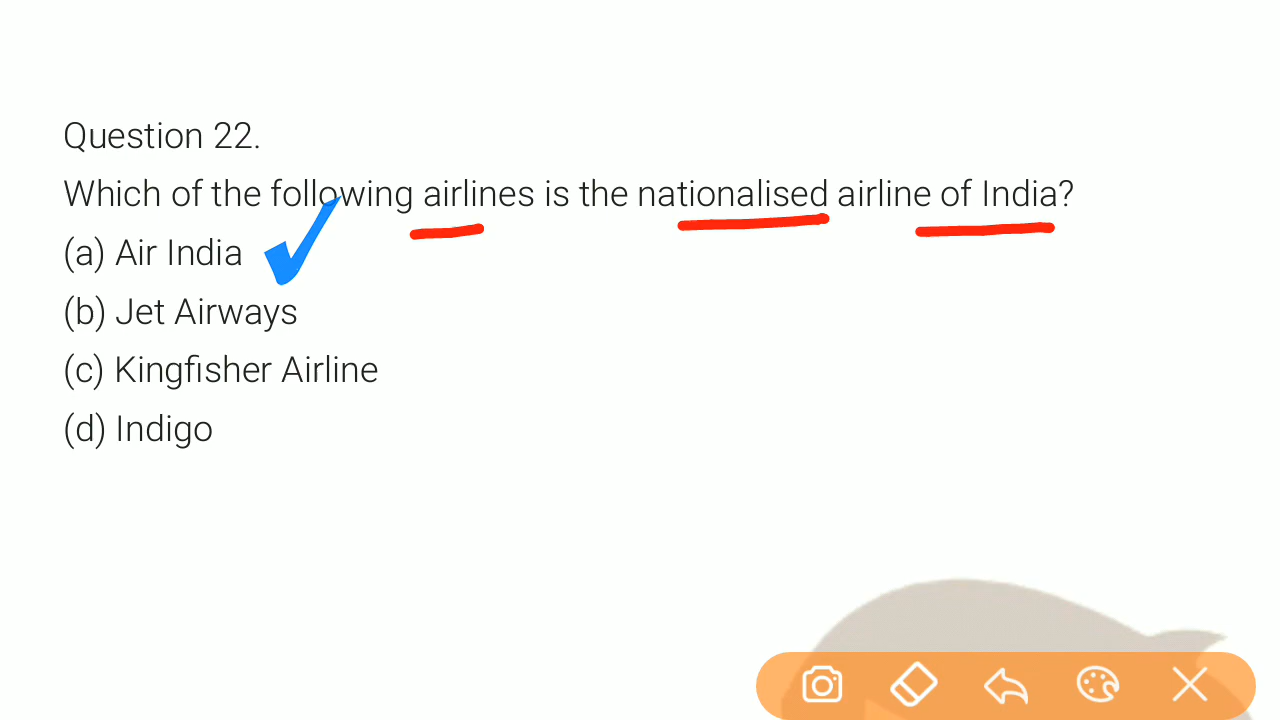 Question 22.
Which of the following airlines is the nationalised airline of India?
(a) Air India
(b) Jet Airways
(c) Kingfisher Airline
(d) Indigo